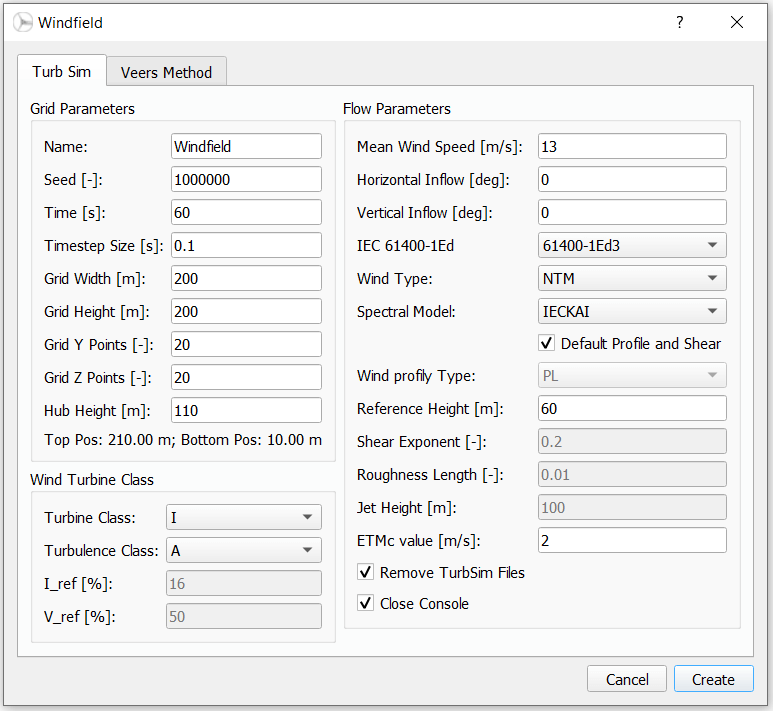 Windfield
?
Turb Sim
Veers Method
Grid Parameters
Name: Windfield
Seed [-]: 1000000
Time [s]: 60
Timestep Size [s]: 0.1
Grid Width [m]: 200
Grid Height [m]: 200
Grid Y Points [-]: 20
Grid Z Points [-]: 20
Hub Height [m]: 110
Top Pos: 210.00 m; Bottom Pos: 10.00 m
Wind Turbine Class
Turbine Class: I
Turbulence Class: A
I_ref [%]: 16
V_ref [%]: 50
Flow Parameters
Mean Wind Speed [m/s]: 13
Horizontal Inflow [deg]: 0
Vertical Inflow [deg]: 0
IEC 61400-1Ed 61400-1Ed3
Wind Type: NTM
Spectral Model: IECKAI
Default Profile and Shear
Wind profily Type: PL
Reference Height [m]: 60
Shear Exponent [-]: 0.2
Roughness Length [-]: 0.01
Jet Height [m]: 100
ETMc value [m/s]: 2
Remove TurbSim Files
Close Console
Cancel
Create